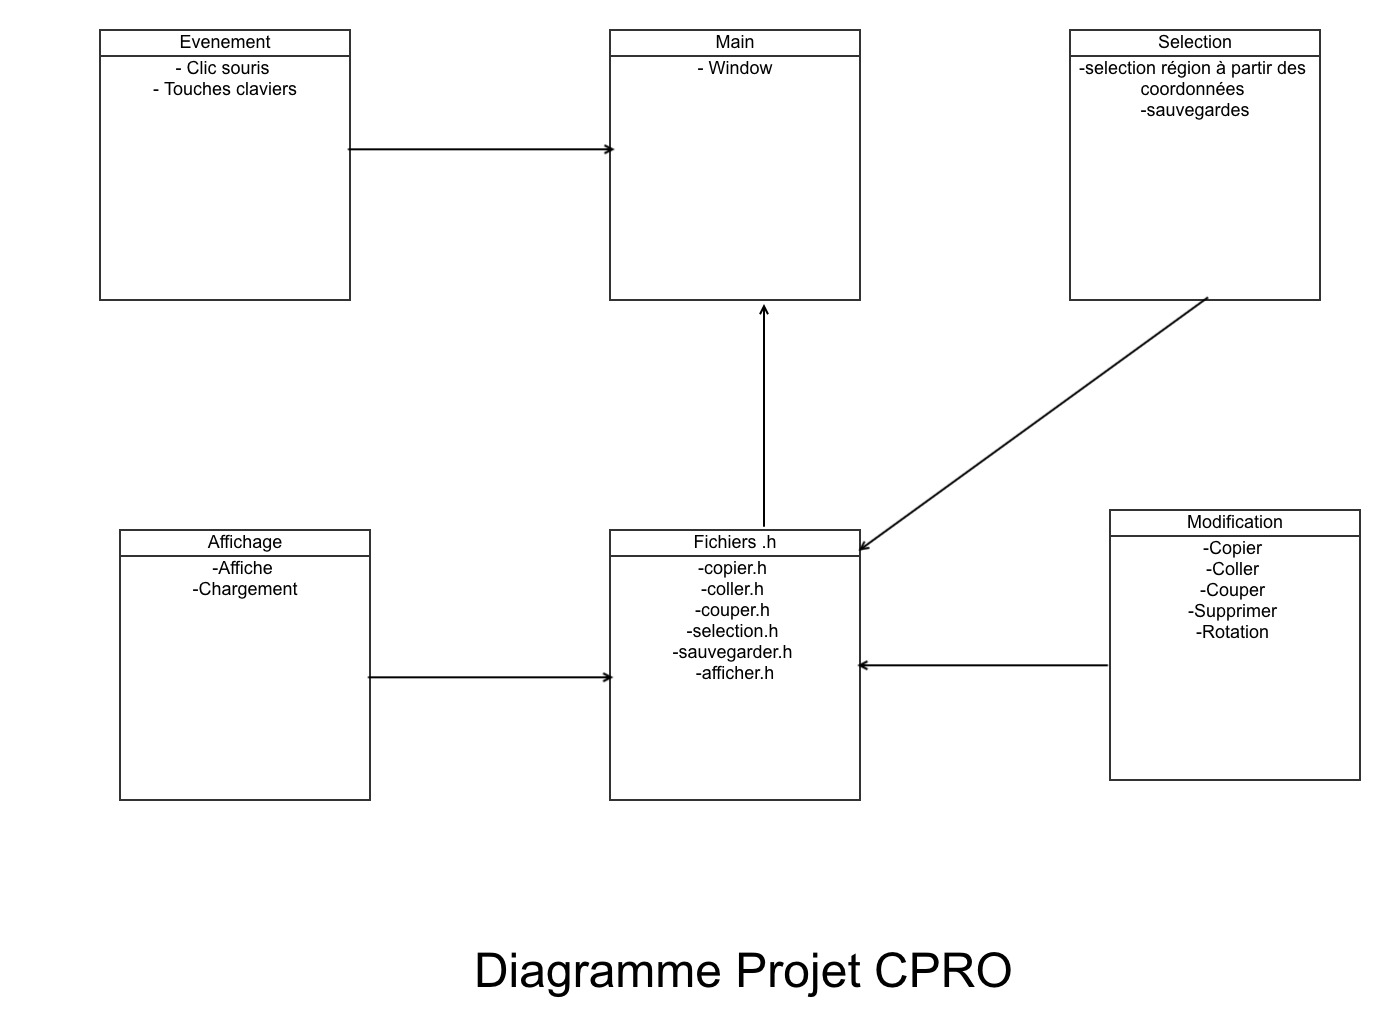 Evenement
- Clic souris
- Touches claviers
Main
- Window
Selection
-selection région à partir des
coordonnées
-sauvegardes
Affichage
-Affiche
-Chargement
Fichiers .h
-copier.h
-coller.h
-couper.h
-selection.h
-sauvegarder.h
-afficher.h
Modification
-Copier
-Coller
-Couper
-Supprimer
-Rotation
Diagramme Projet CPRO